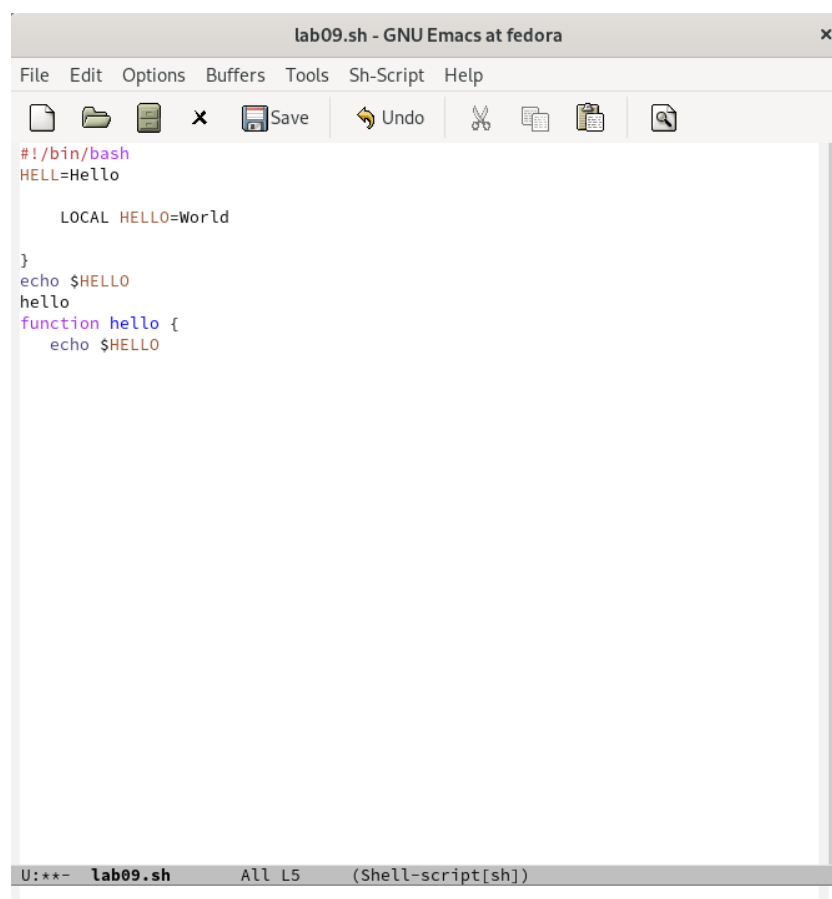 lab09.sh - GNU Emacs at fedora
File Edit Options Buffers Tools Sh-Script Help
Save Undo
#!/bin/bash
HELL=Hello
    LOCAL HELLO=World
}
echo $HELLO
hello
function hello {
   echo $HELLO
U:**-  lab09.sh       All L5     (Shell-script[sh])